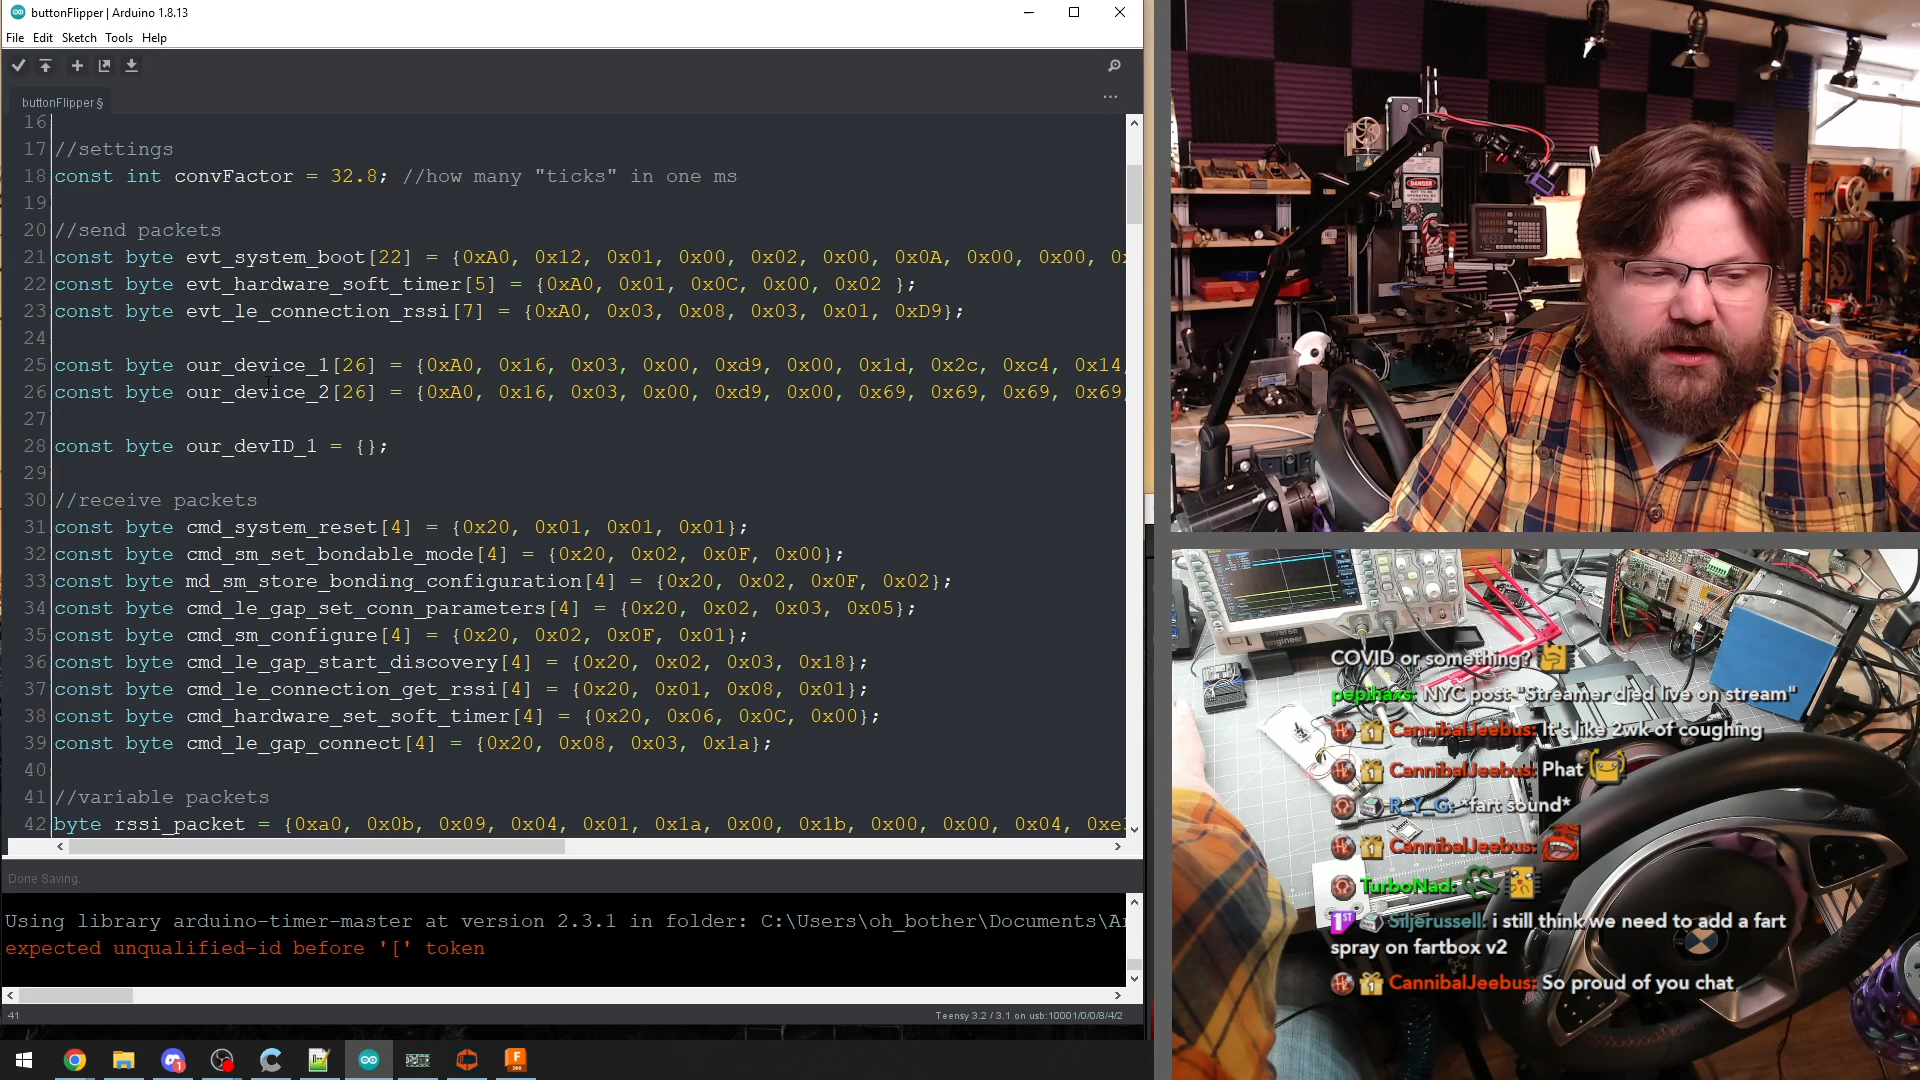 buttonFlipper | Arduino 1.8.13
File Edit Sketch Tools Help
buttonFlipper §
16
17 //settings
18 const int convFactor = 32.8; //how many "ticks" in one ms
19
20 //send packets
21 const byte evt_system_boot[22] = {0xA0, 0x12, 0x01, 0x00, 0x02, 0x00, 0x0A, 0x00, 0x00,
22 const byte evt_hardware_soft_timer[5] = {0xA0, 0x01, 0x0C, 0x00, 0x02 };
23 const byte evt_le_connection_rssi[7] = {0xA0, 0x03, 0x08, 0x03, 0x01, 0xD9};
24
25 const byte our_device_1[26] = {0xA0, 0x16, 0x03, 0x00, 0xd9, 0x00, 0x1d, 0x2c, 0xc4, 0x14,
26 const byte our_device_2[26] = {0xA0, 0x16, 0x03, 0x00, 0xd9, 0x00, 0x69, 0x69, 0x69, 0x69,
27
28 const byte our_devID_1 = {};
29
30 //receive packets
31 const byte cmd_system_reset[4] = {0x20, 0x01, 0x01, 0x01};
32 const byte cmd_sm_set_bondable_mode[4] = {0x20, 0x02, 0x0F, 0x00};
33 const byte md_sm_store_bonding_configuration[4] = {0x20, 0x02, 0x0F, 0x02};
34 const byte cmd_le_gap_set_conn_parameters[4] = {0x20, 0x02, 0x03, 0x05};
35 const byte cmd_sm_configure[4] = {0x20, 0x02, 0x0F, 0x01};
36 const byte cmd_le_gap_start_discovery[4] = {0x20, 0x02, 0x03, 0x18};
37 const byte cmd_le_connection_get_rssi[4] = {0x20, 0x01, 0x08, 0x01};
38 const byte cmd_hardware_set_soft_timer[4] = {0x20, 0x06, 0x0C, 0x00};
39 const byte cmd_le_gap_connect[4] = {0x20, 0x08, 0x03, 0x1a};
40
41 //variable packets
42 byte rssi_packet = {0xa0, 0x0b, 0x09, 0x04, 0x01, 0x1a, 0x00, 0x1b, 0x00, 0x00, 0x04,
Done Saving.
Using library arduino-timer-master at version 2.3.1 in folder: C:\Users\oh_bother\Documents\
expected unqualified-id before '[' token
41
Teensy 3.2 / 3.1 on usb:10001/0/0/8/4/2
DANGER
reverse engineer
COVID or something?
pepihaxs: NYC post "Streamer died live on stream"
CannibalJeebus: It's like 2wk of coughing
CannibalJeebus: Phat
R_Y_G: *fart sound*
CannibalJeebus:
TurboNad:
1ST Siljerussell: i still think we need to add a fart
spray on fartbox v2
CannibalJeebus: So proud of you chat